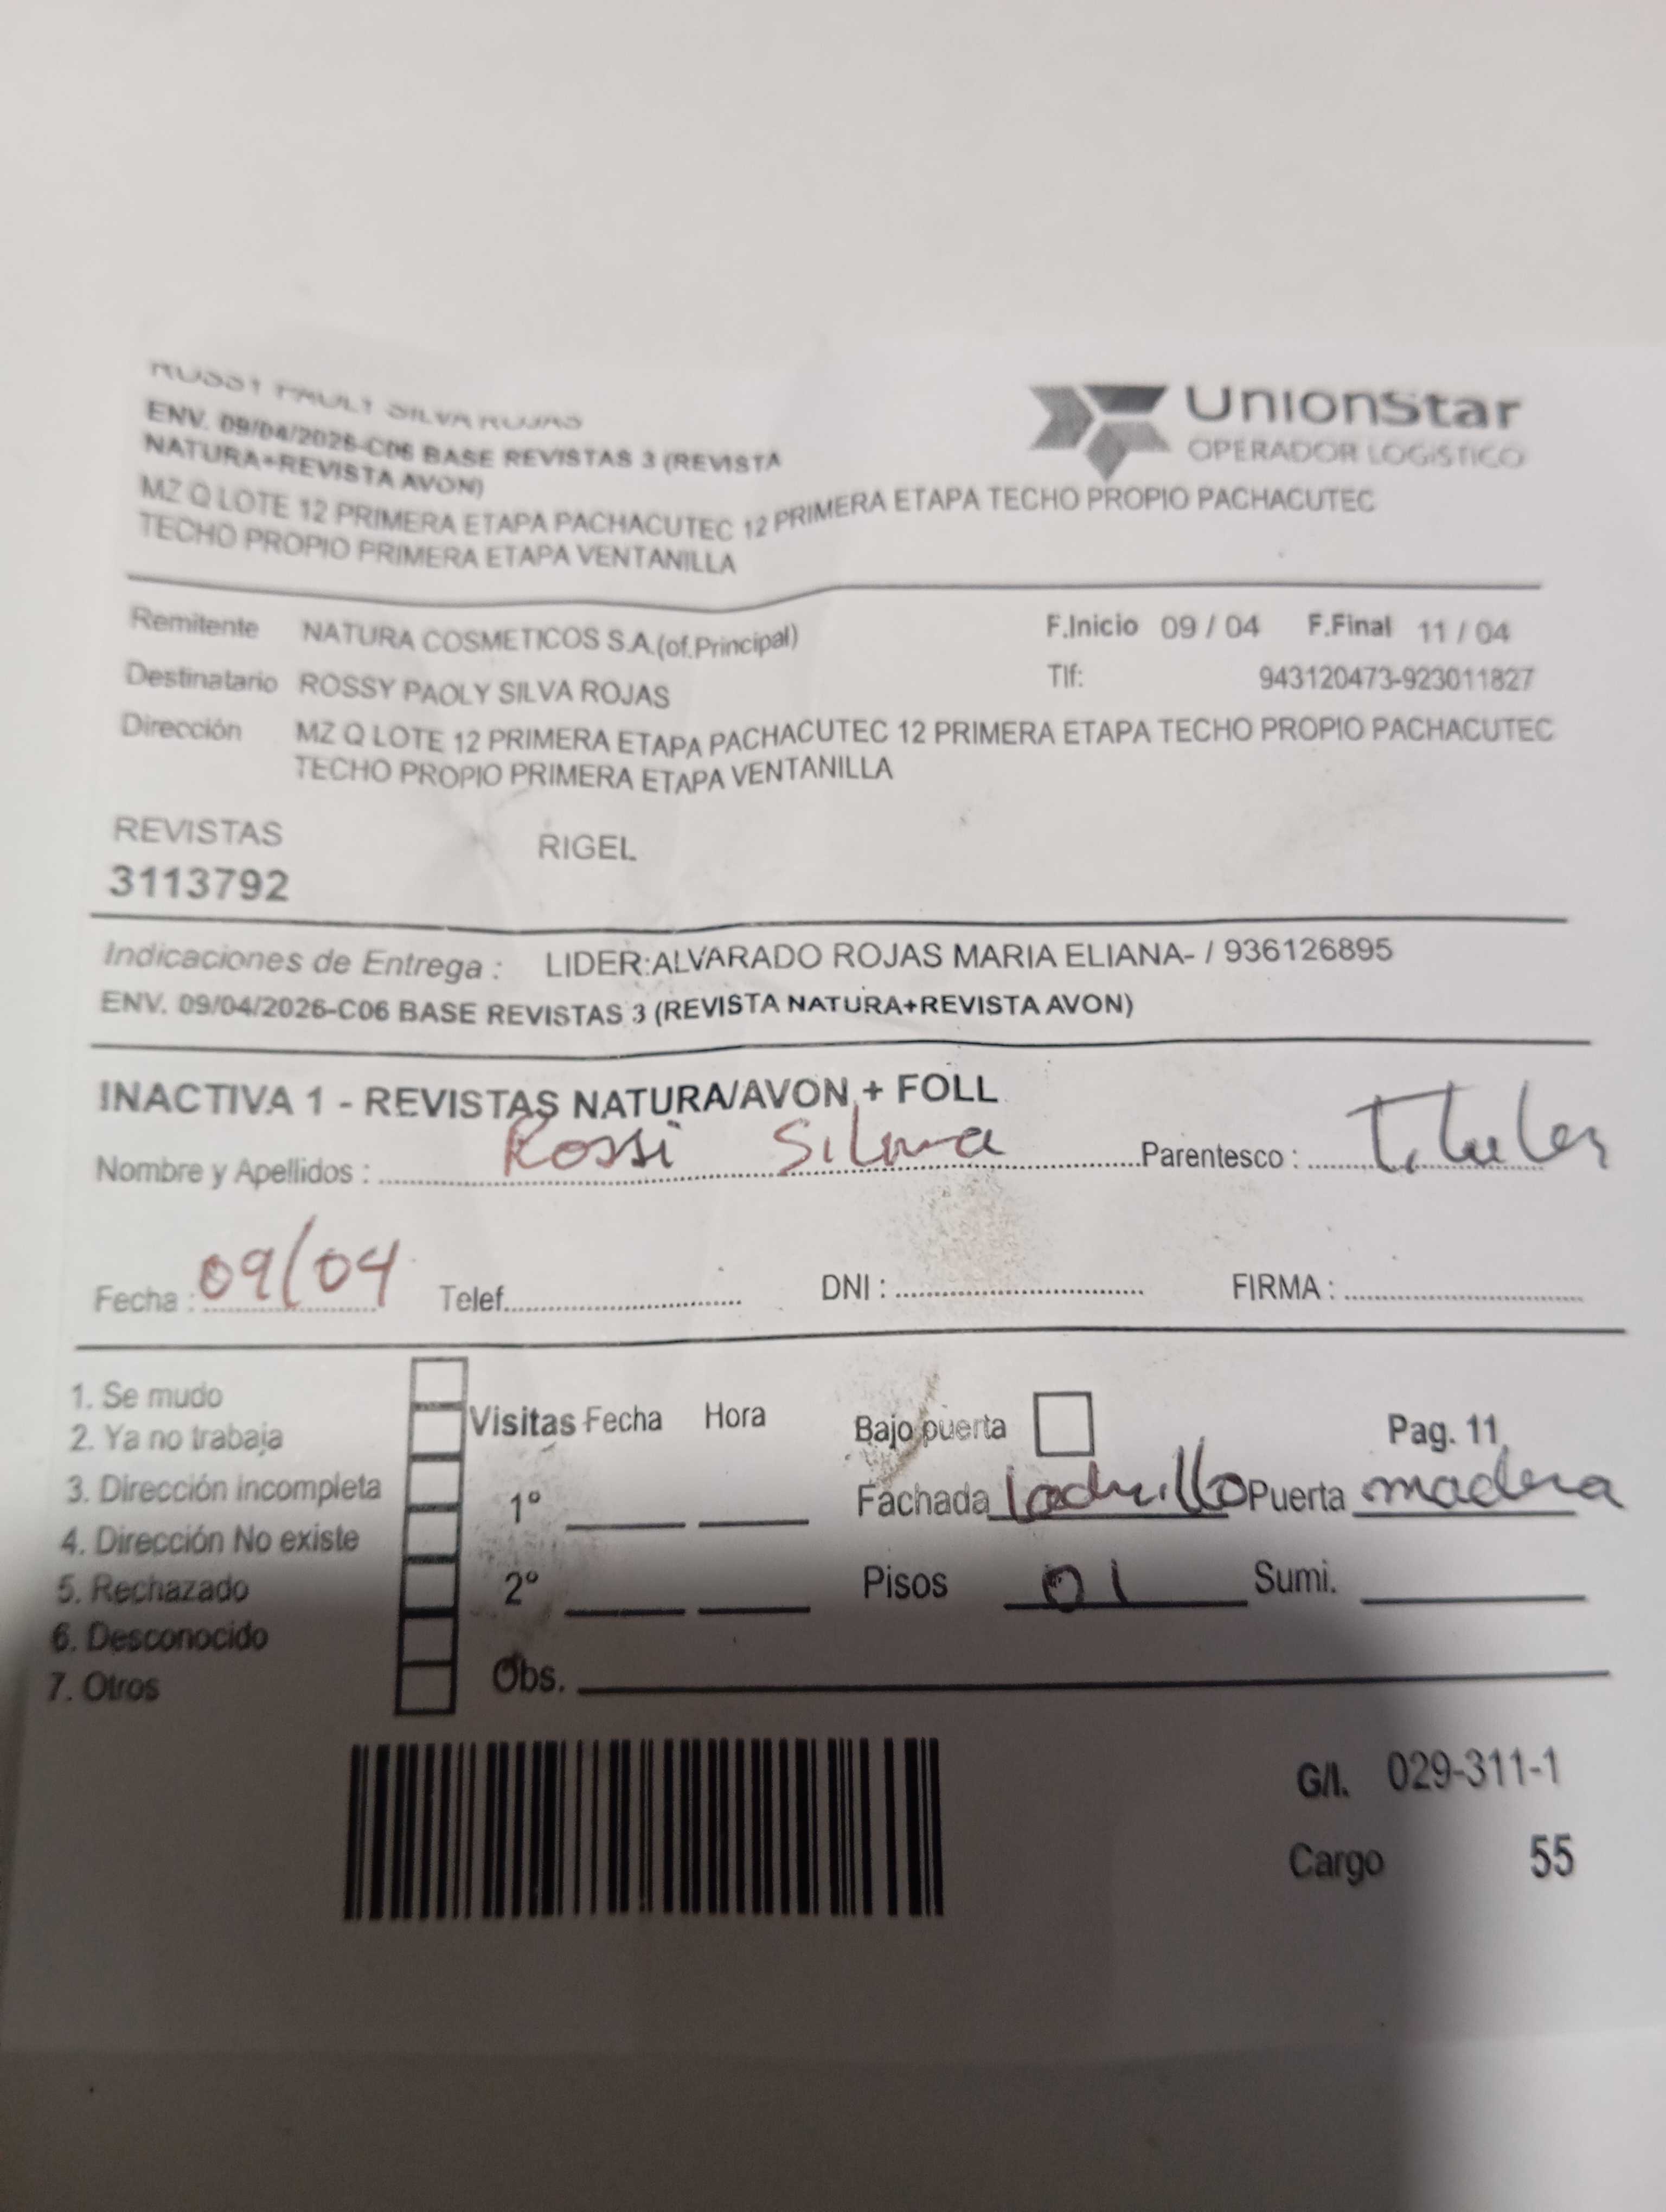 ROSSY PAOLY SILVA ROJAS
ENV. 09/04/2026-C06 BASE REVISTAS 3 (REVISTA
NATURA+REVISTA AVON)
MZ Q LOTE 12 PRIMERA ETAPA PACHACUTEC 12 PRIMERA ETAPA TECHO PROPIO PACHACUTEC
TECHO PROPIO PRIMERA ETAPA VENTANILLA
UnionStar
OPERADOR LOGISTICO
Remitente NATURA COSMETICOS S.A.(of.Principal) F.Inicio 09 / 04 F.Final 11 / 04
Destinatario ROSSY PAOLY SILVA ROJAS Tlf: 943120473-923011827
Dirección MZ Q LOTE 12 PRIMERA ETAPA PACHACUTEC 12 PRIMERA ETAPA TECHO PROPIO PACHACUTEC
TECHO PROPIO PRIMERA ETAPA VENTANILLA
REVISTAS RIGEL
3113792
Indicaciones de Entrega : LIDER:ALVARADO ROJAS MARIA ELIANA- / 936126895
ENV. 09/04/2026-C06 BASE REVISTAS 3 (REVISTA NATURA+REVISTA AVON)
INACTIVA 1 - REVISTAS NATURA/AVON + FOLL
Nombre y Apellidos : Rossi Silva Parentesco : Titular
Fecha : 09/04 Telef. DNI : FIRMA :
1. Se mudo
2. Ya no trabaja
3. Dirección incompleta
4. Dirección No existe
5. Rechazado
6. Desconocido
7. Otros
Visitas Fecha Hora
1º
2º
Obs.
Bajo puerta Pag. 11
Fachada ladrillo Puerta madera
Pisos 01 Sumi.
G/I. 029-311-1
Cargo 55